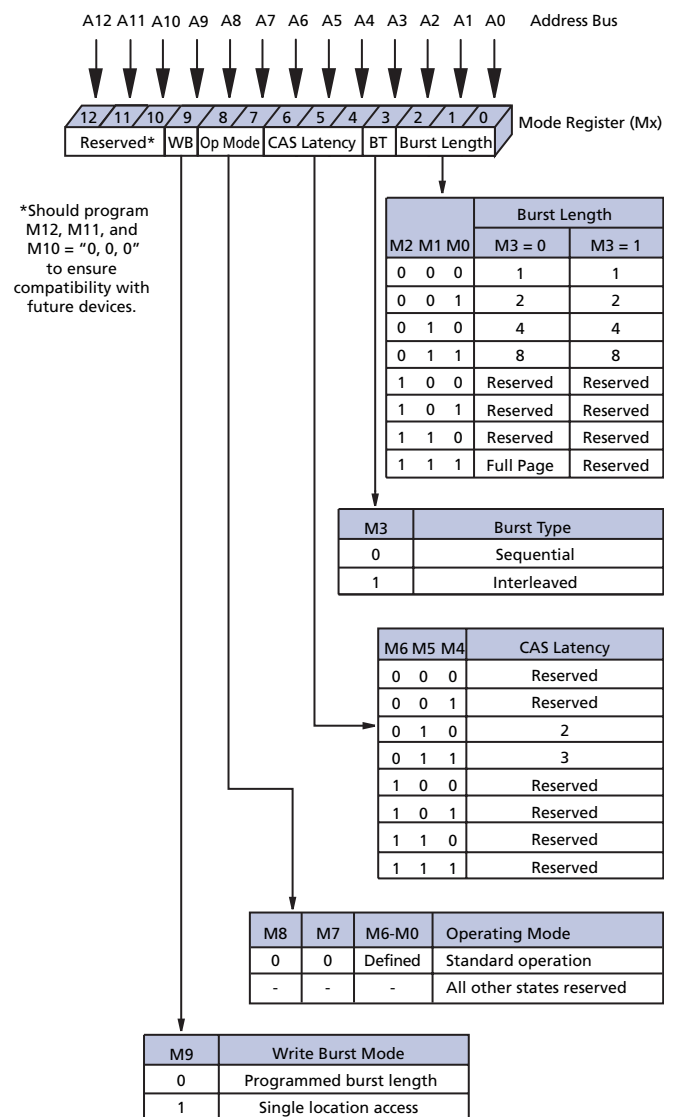 A12 A11 A10 A9 A8 A7 A6 A5 A4 A3 A2 A1 A0 Address Bus
12 11 10 9 8 7 6 5 4 3 2 1 0 Mode Register (Mx)
Reserved* WB Op Mode CAS Latency BT Burst Length
*Should program
M12, M11, and
M10 = “0, 0, 0”
to ensure
compatibility with
future devices.
Burst Length
M2 M1 M0 M3 = 0 M3 = 1
0 0 0 1 1
0 0 1 2 2
0 1 0 4 4
0 1 1 8 8
1 0 0 Reserved Reserved
1 0 1 Reserved Reserved
1 1 0 Reserved Reserved
1 1 1 Full Page Reserved
M3 Burst Type
0 Sequential
1 Interleaved
M6 M5 M4 CAS Latency
0 0 0 Reserved
0 0 1 Reserved
0 1 0 2
0 1 1 3
1 0 0 Reserved
1 0 1 Reserved
1 1 0 Reserved
1 1 1 Reserved
M8 M7 M6-M0 Operating Mode
0 0 Defined Standard operation
- - - All other states reserved
M9 Write Burst Mode
0 Programmed burst length
1 Single location access